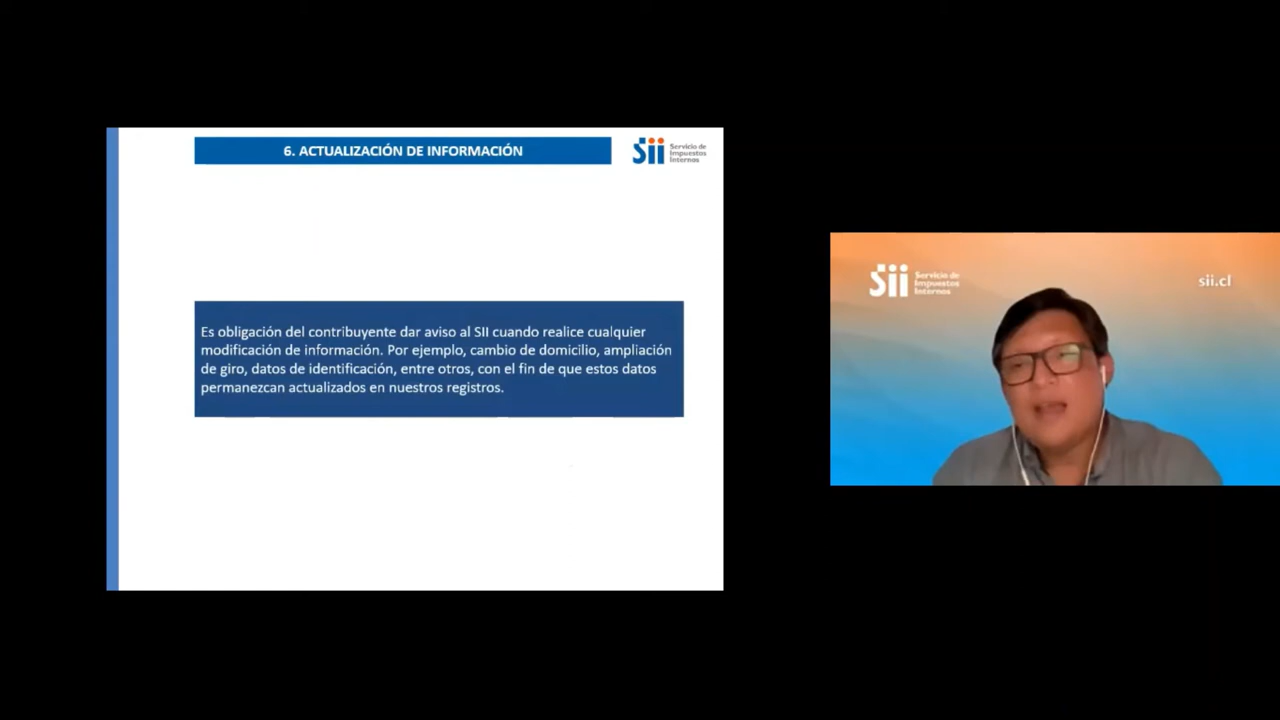 6. ACTUALIZACIÓN DE INFORMACIÓN
Sii Servicio de
Impuestos
Internos
Es obligación del contribuyente dar aviso al SII cuando realice cualquier
modificación de información. Por ejemplo, cambio de domicilio, ampliación
de giro, datos de identificación, entre otros, con el fin de que estos datos
permanezcan actualizados en nuestros registros.
Sii Servicio de
Impuestos
Internos
sii.cl